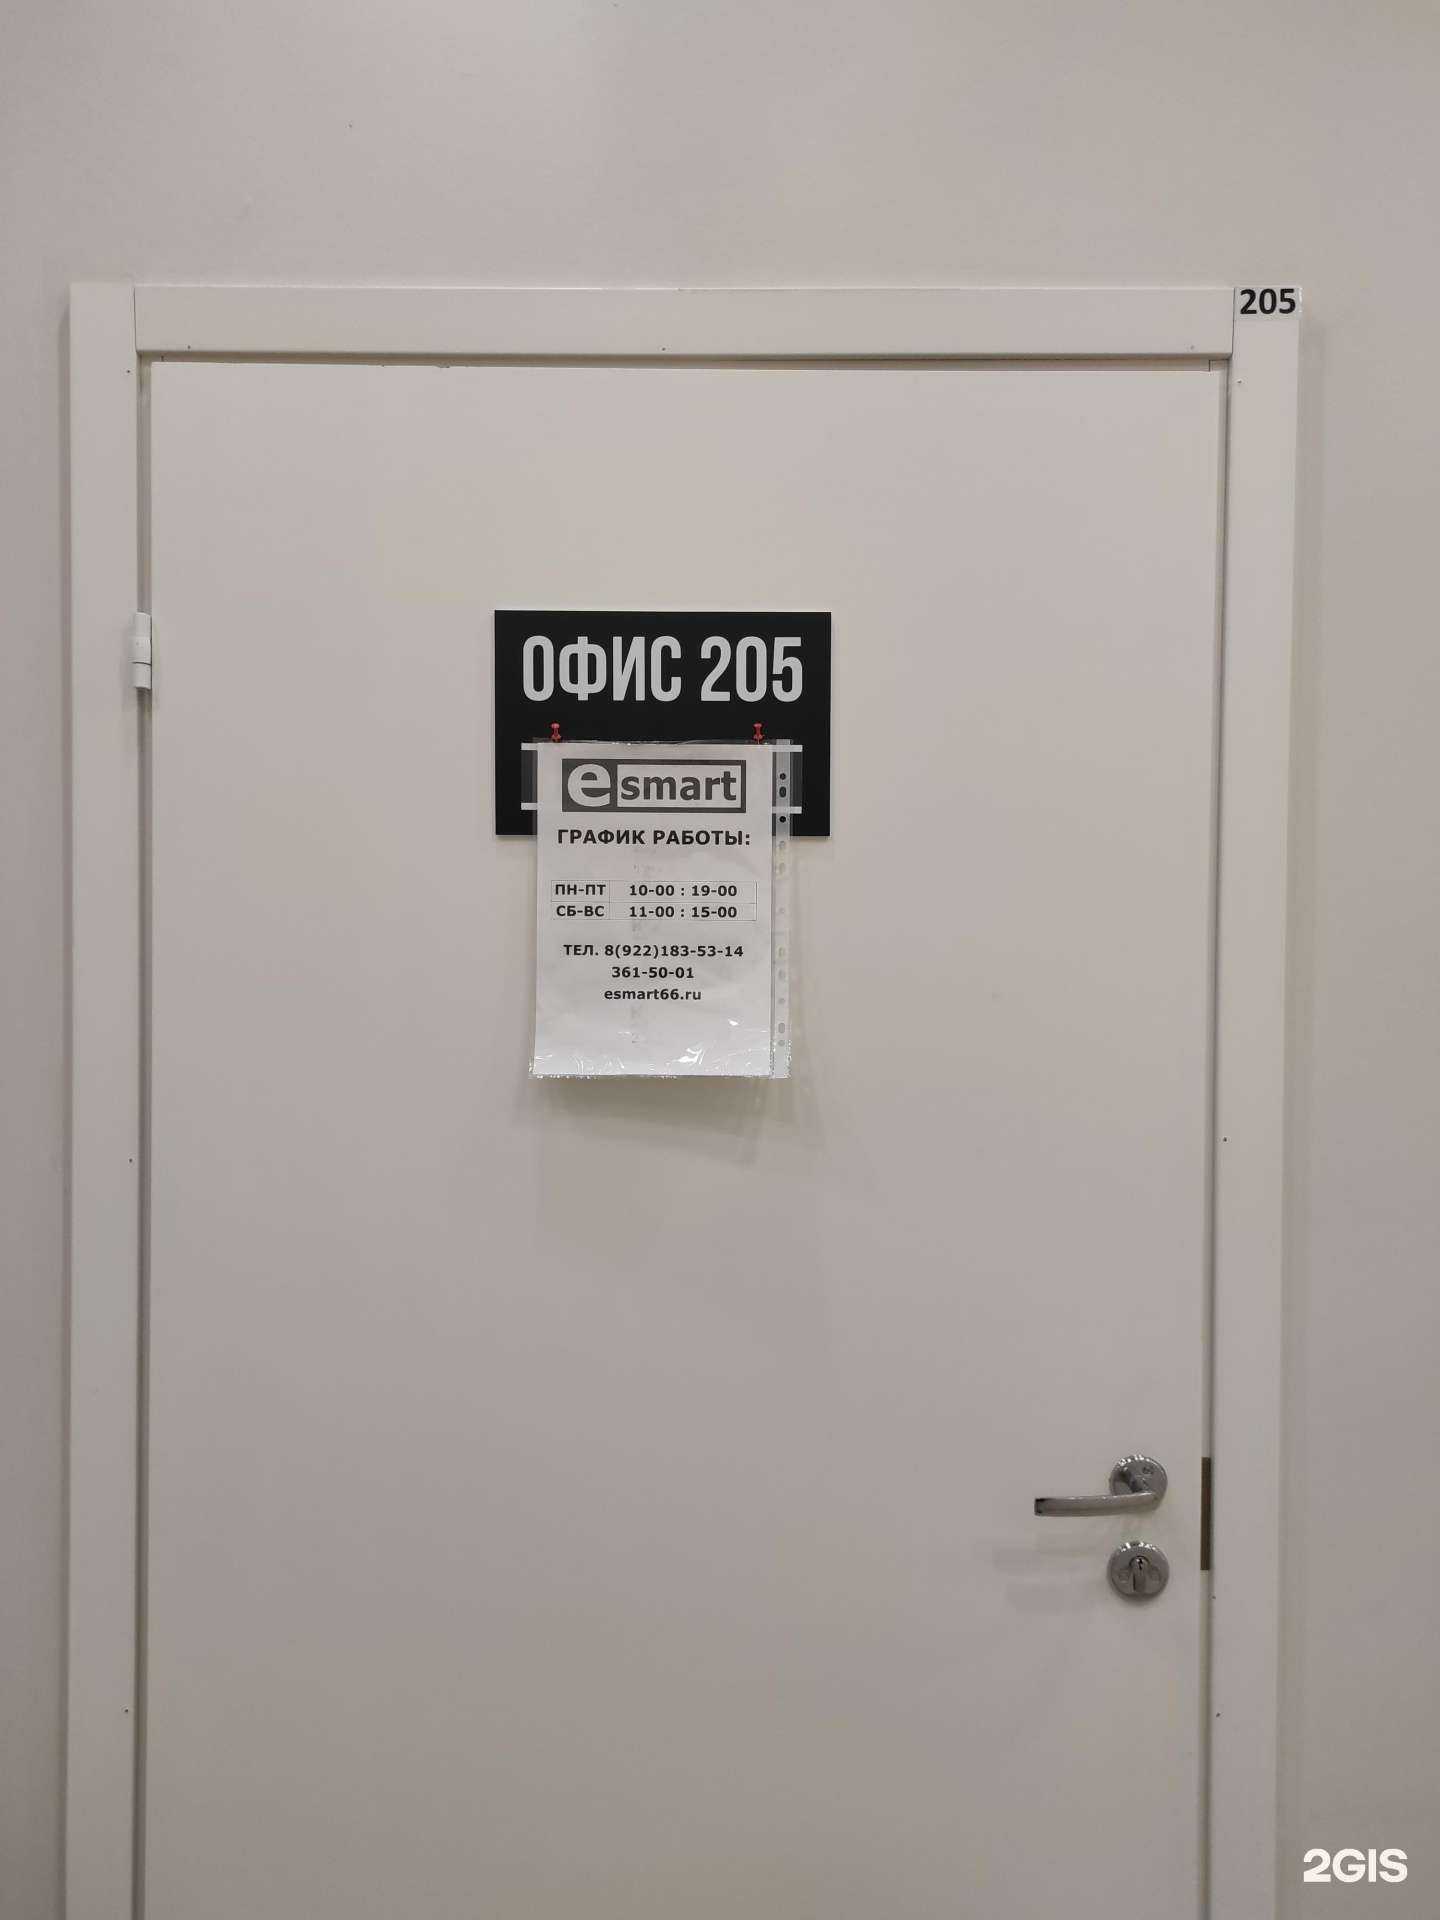 205
ОФИС 205
esmart
ГРАФИК РАБОТЫ:
ПН-ПТ 10-00 : 19-00
СБ-ВС 11-00 : 15-00
ТЕЛ. 8(922)183-53-14
361-50-01
esmart66.ru
2GIS